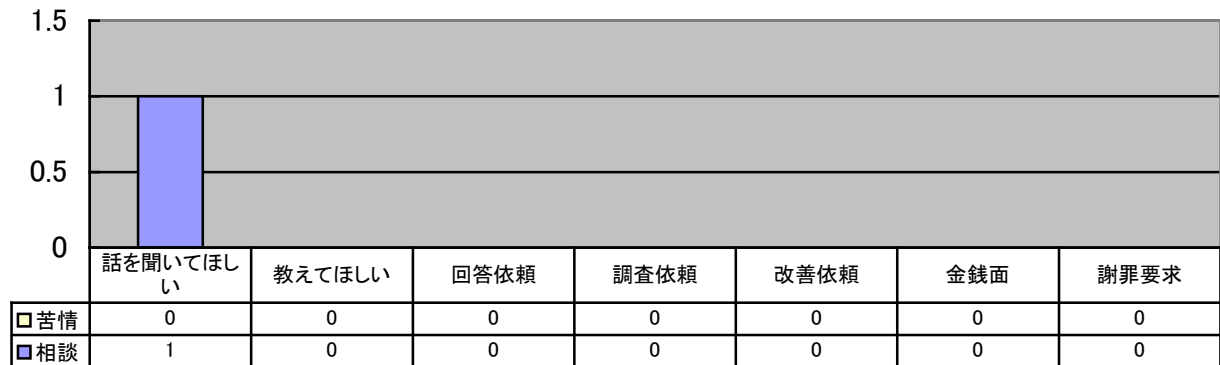 1.5
1
0.5
0
話を聞いてほし
い
教えてほしい
回答依頼
調査依頼
改善依頼
金銭面
謝罪要求
苦情 0 0 0 0 0 0 0
相談 1 0 0 0 0 0 0